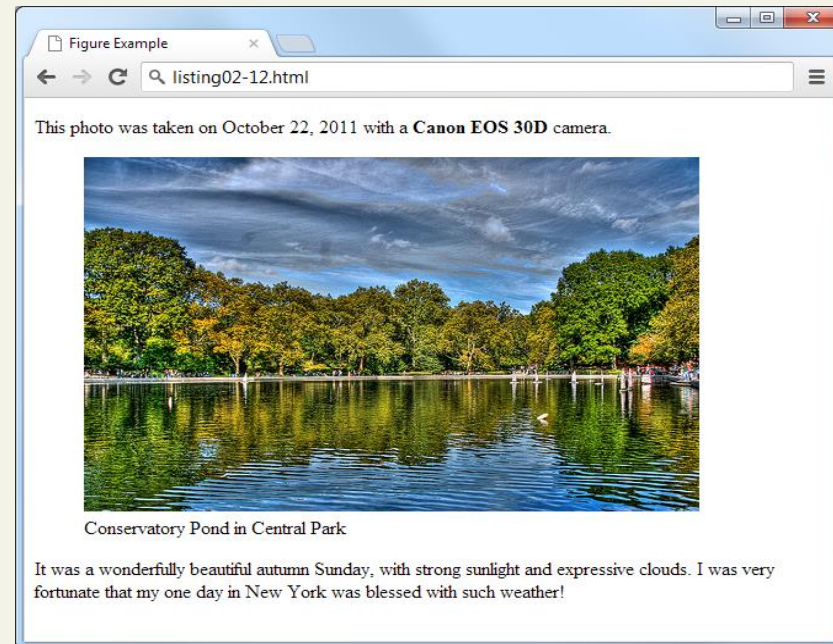 Figure Example
listing02-12.html
This photo was taken on October 22, 2011 with a Canon EOS 30D camera.
Conservatory Pond in Central Park
It was a wonderfully beautiful autumn Sunday, with strong sunlight and expressive clouds. I was very
fortunate that my one day in New York was blessed with such weather!